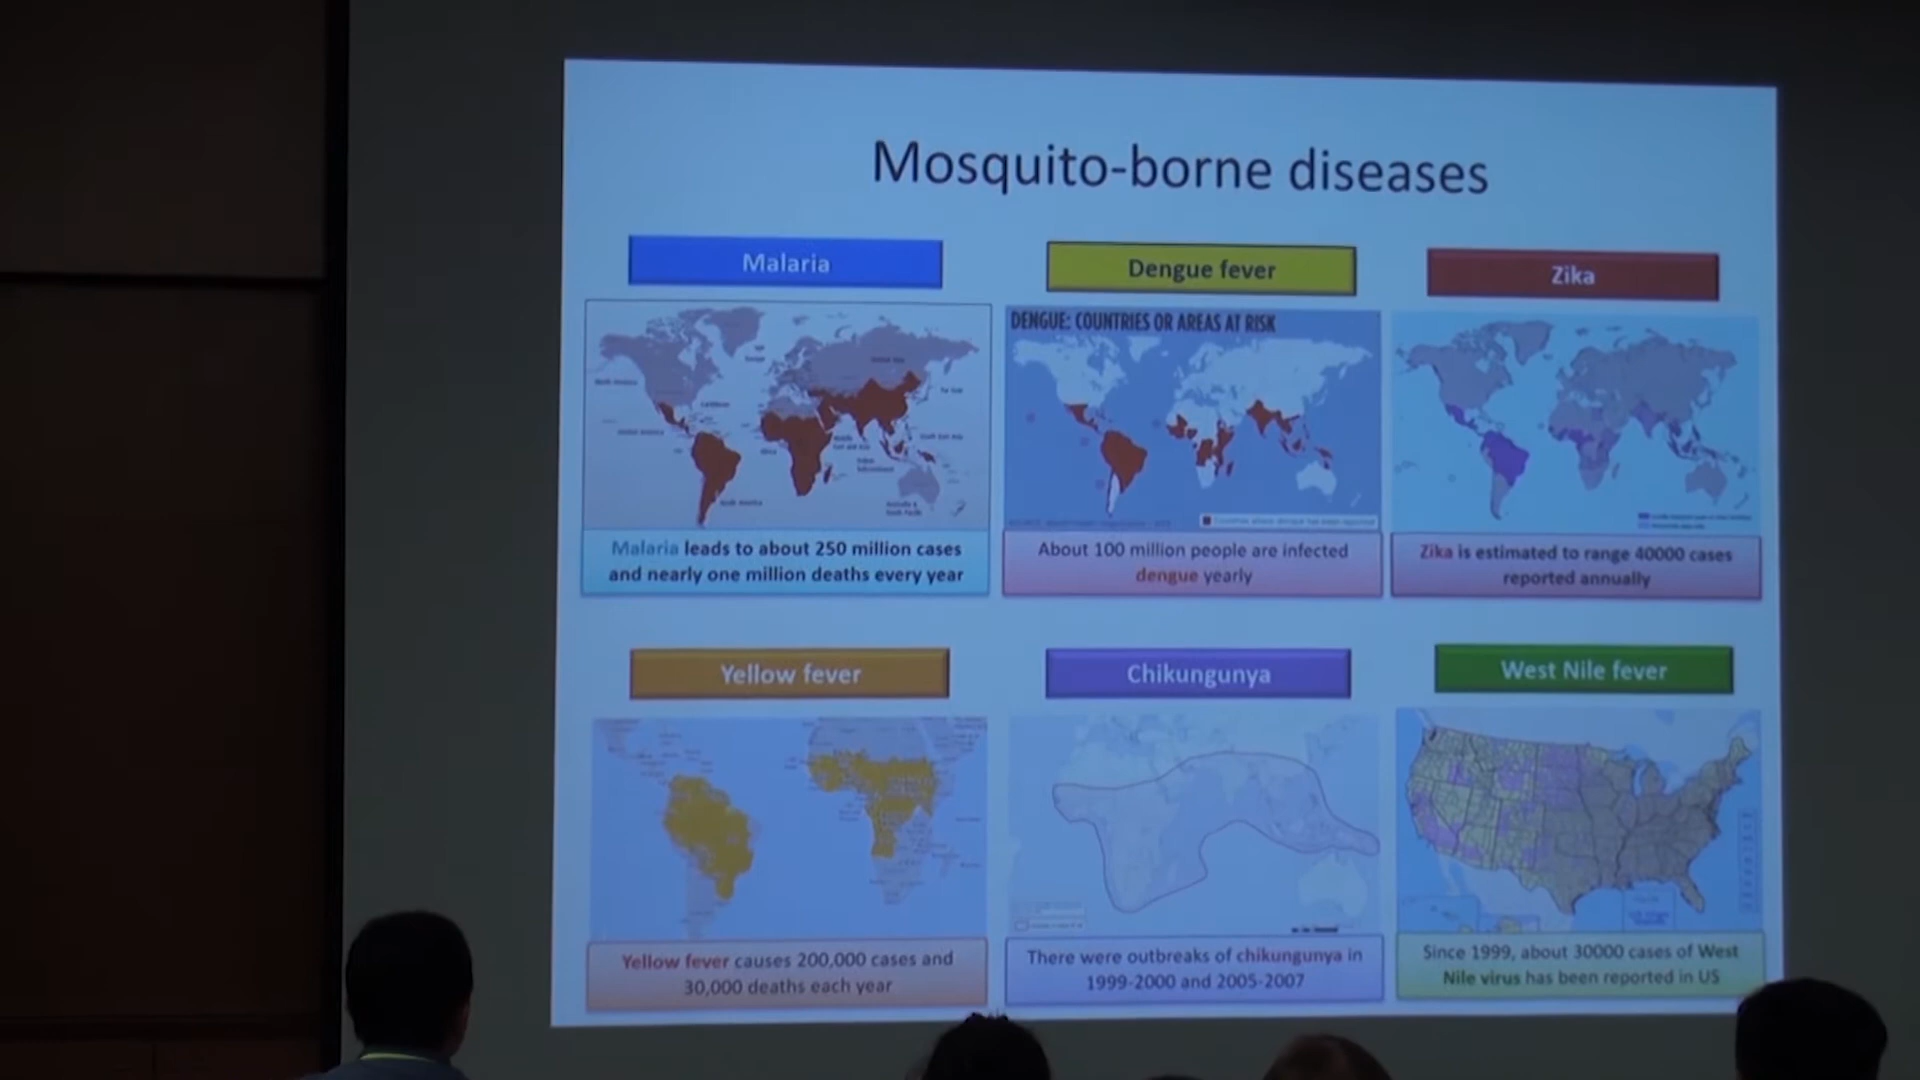 Mosquito-borne diseases
Malaria
Dengue fever
Zika
DENGUE: COUNTRIES OR AREAS AT RISK
Malaria leads to about 250 million cases
and nearly one million deaths every year
About 100 million people are infected
dengue yearly
Zika is estimated to range 40000 cases
reported annually
Yellow fever
Chikungunya
West Nile fever
Yellow fever causes 200,000 cases and
30,000 deaths each year
There were outbreaks of chikungunya in
1999-2000 and 2005-2007
Since 1999, about 30000 cases of West
Nile virus has been reported in US